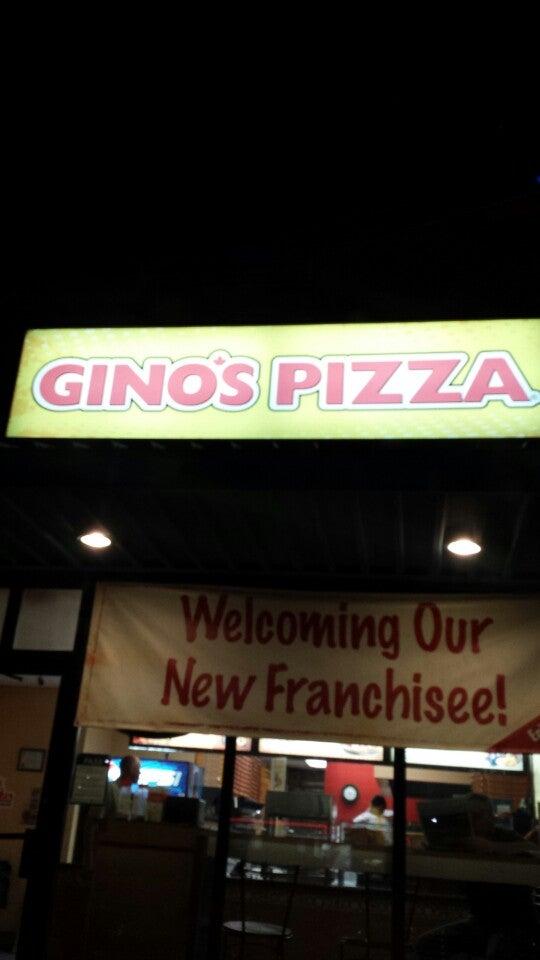 GINO'S PIZZA
Welcoming Our
New Franchisee!